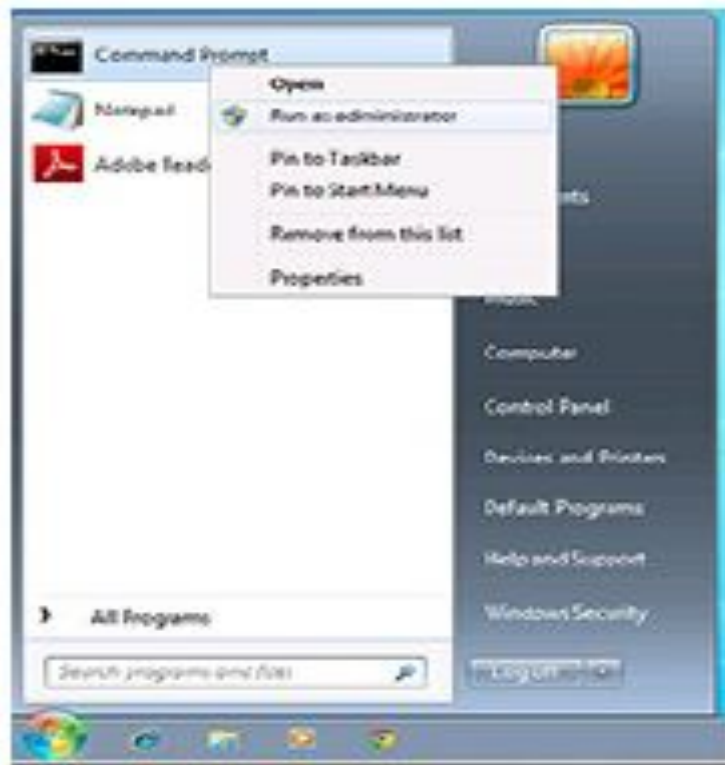 Command Prompt
Open
Notepad
Run as administrator
Adobe Read
Pin to Taskbar
Pin to Start Menu
Remove from this list
Properties
Music
Computer
Control Panel
Devices and Printers
Default Programs
Help and Support
Windows Security
All Programs
Search programs and files
Log off